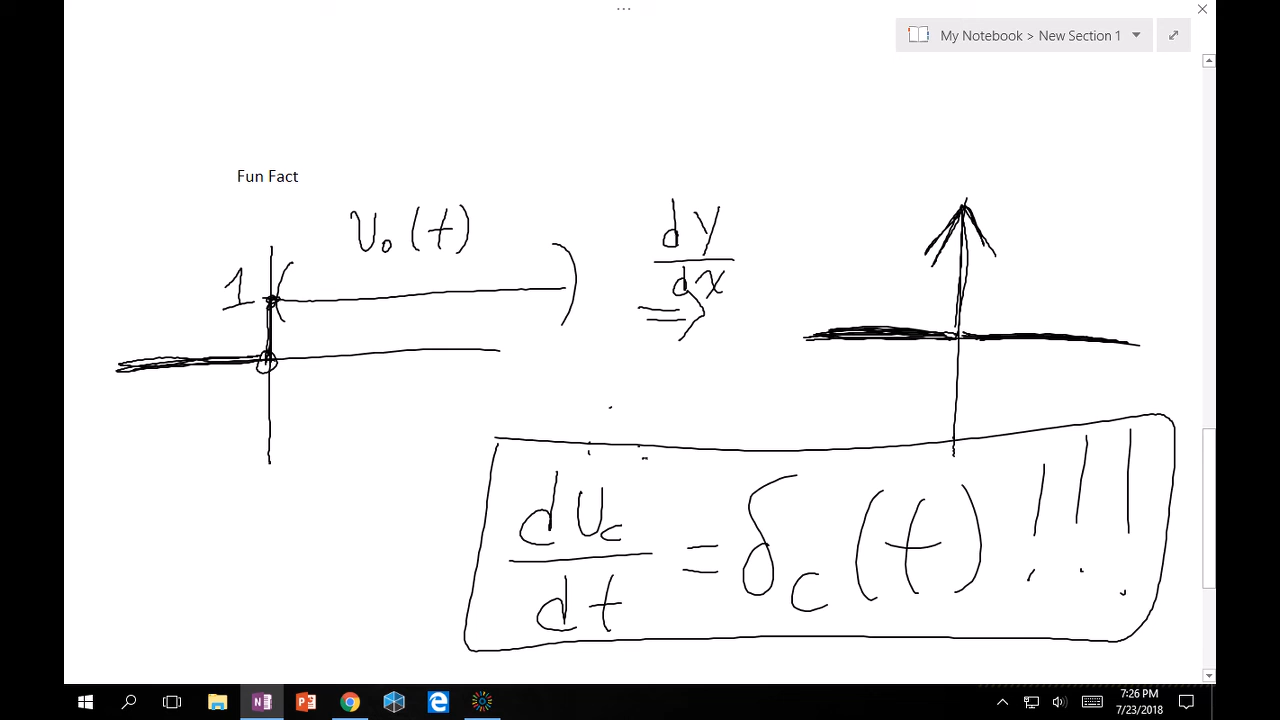 ...
My Notebook > New Section 1
Fun Fact
u₀(t)
1
dy
dx
⇒
du_c
dt
= δ_c(t)!!!
7:26 PM
7/23/2018